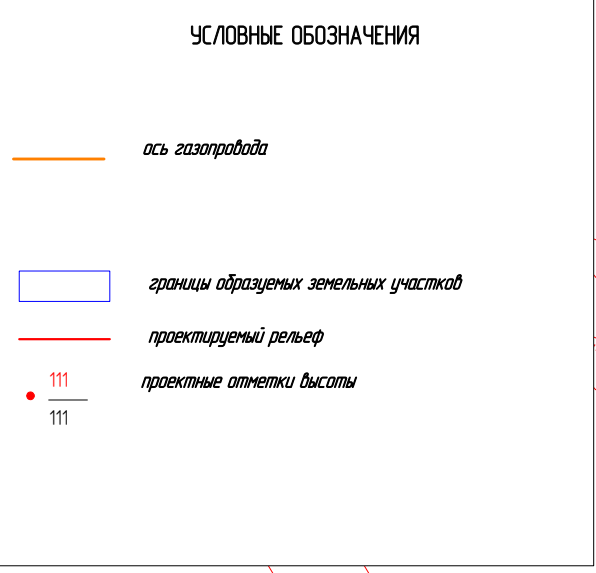 УСЛОВНЫЕ ОБОЗНАЧЕНИЯ
ось газопровода
границы образуемых земельных участков
проектируемый рельеф
111
проектные отметки высоты
111